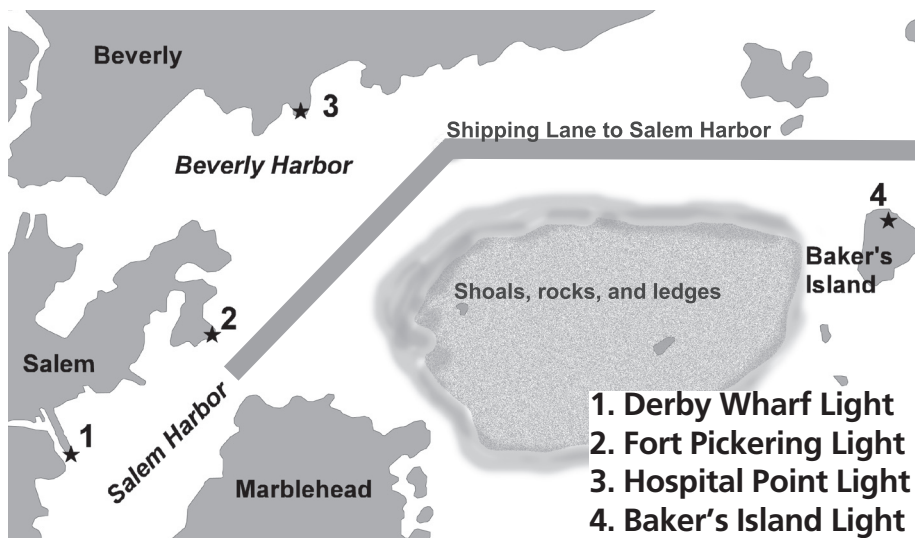 Beverly
3
Shipping Lane to Salem Harbor
Beverly Harbor
4
Baker's
Island
Shoals, rocks, and ledges
2
Salem
Salem Harbor
1
Marblehead
1. Derby Wharf Light
2. Fort Pickering Light
3. Hospital Point Light
4. Baker’s Island Light